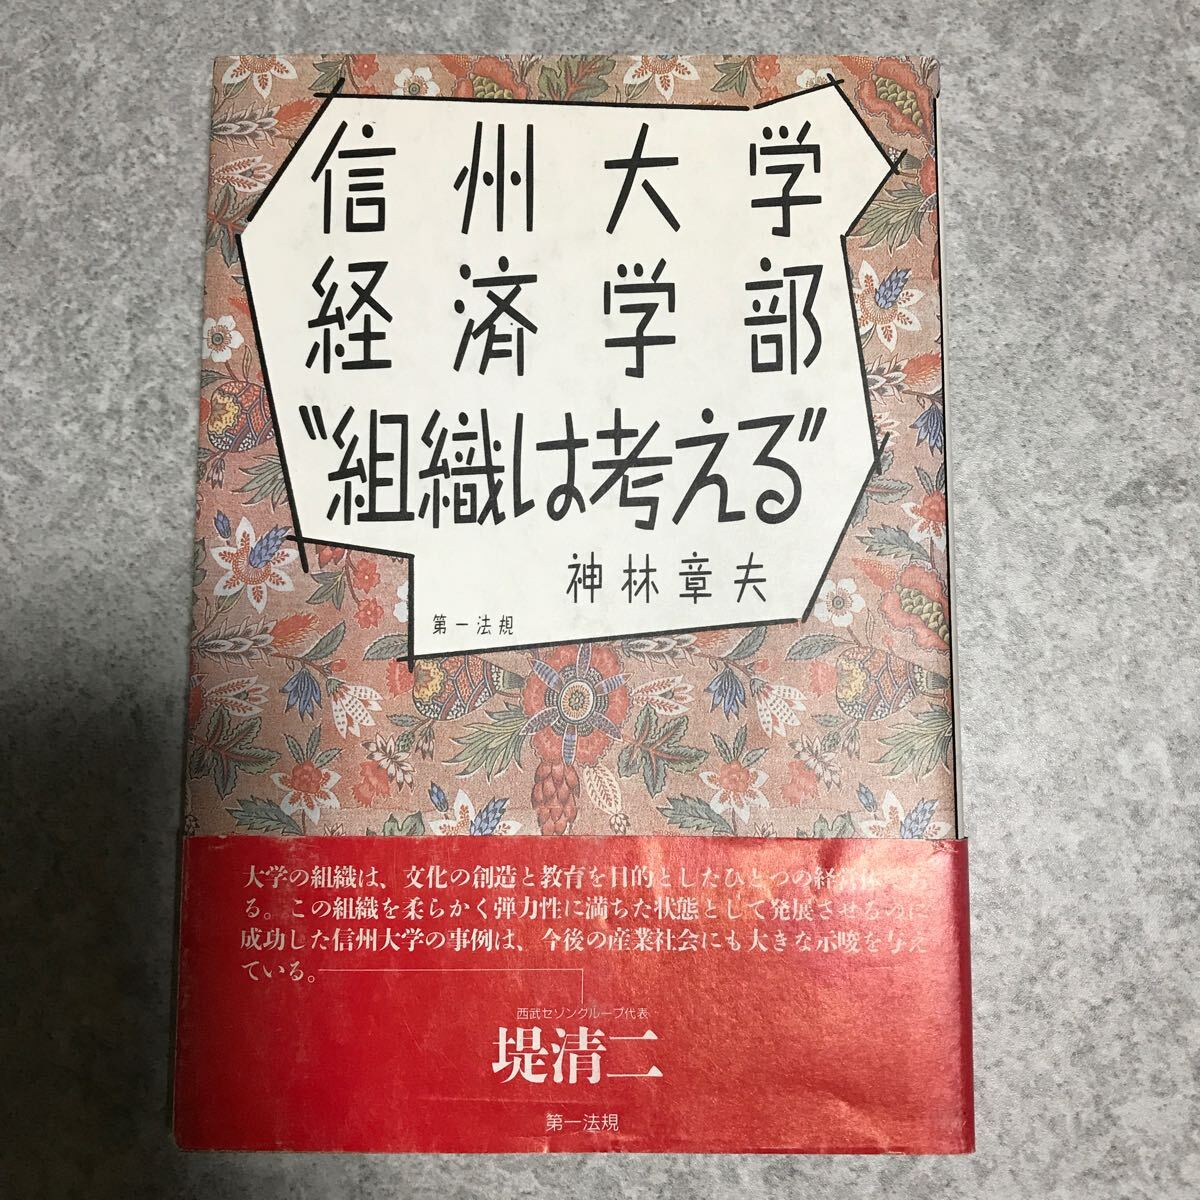 信州大学
経済学部
"組織は考える"
神林章夫
第一法規
大学の組織は、文化の創造と教育を目的としたひとつの経営体であ
る。この組織を柔らかく弾力性に満ちた状態として発展させるのに
成功した信州大学の事例は、今後の産業社会にも大きな示唆を与え
ている。
西武セゾングループ代表
堤清二
第一法規